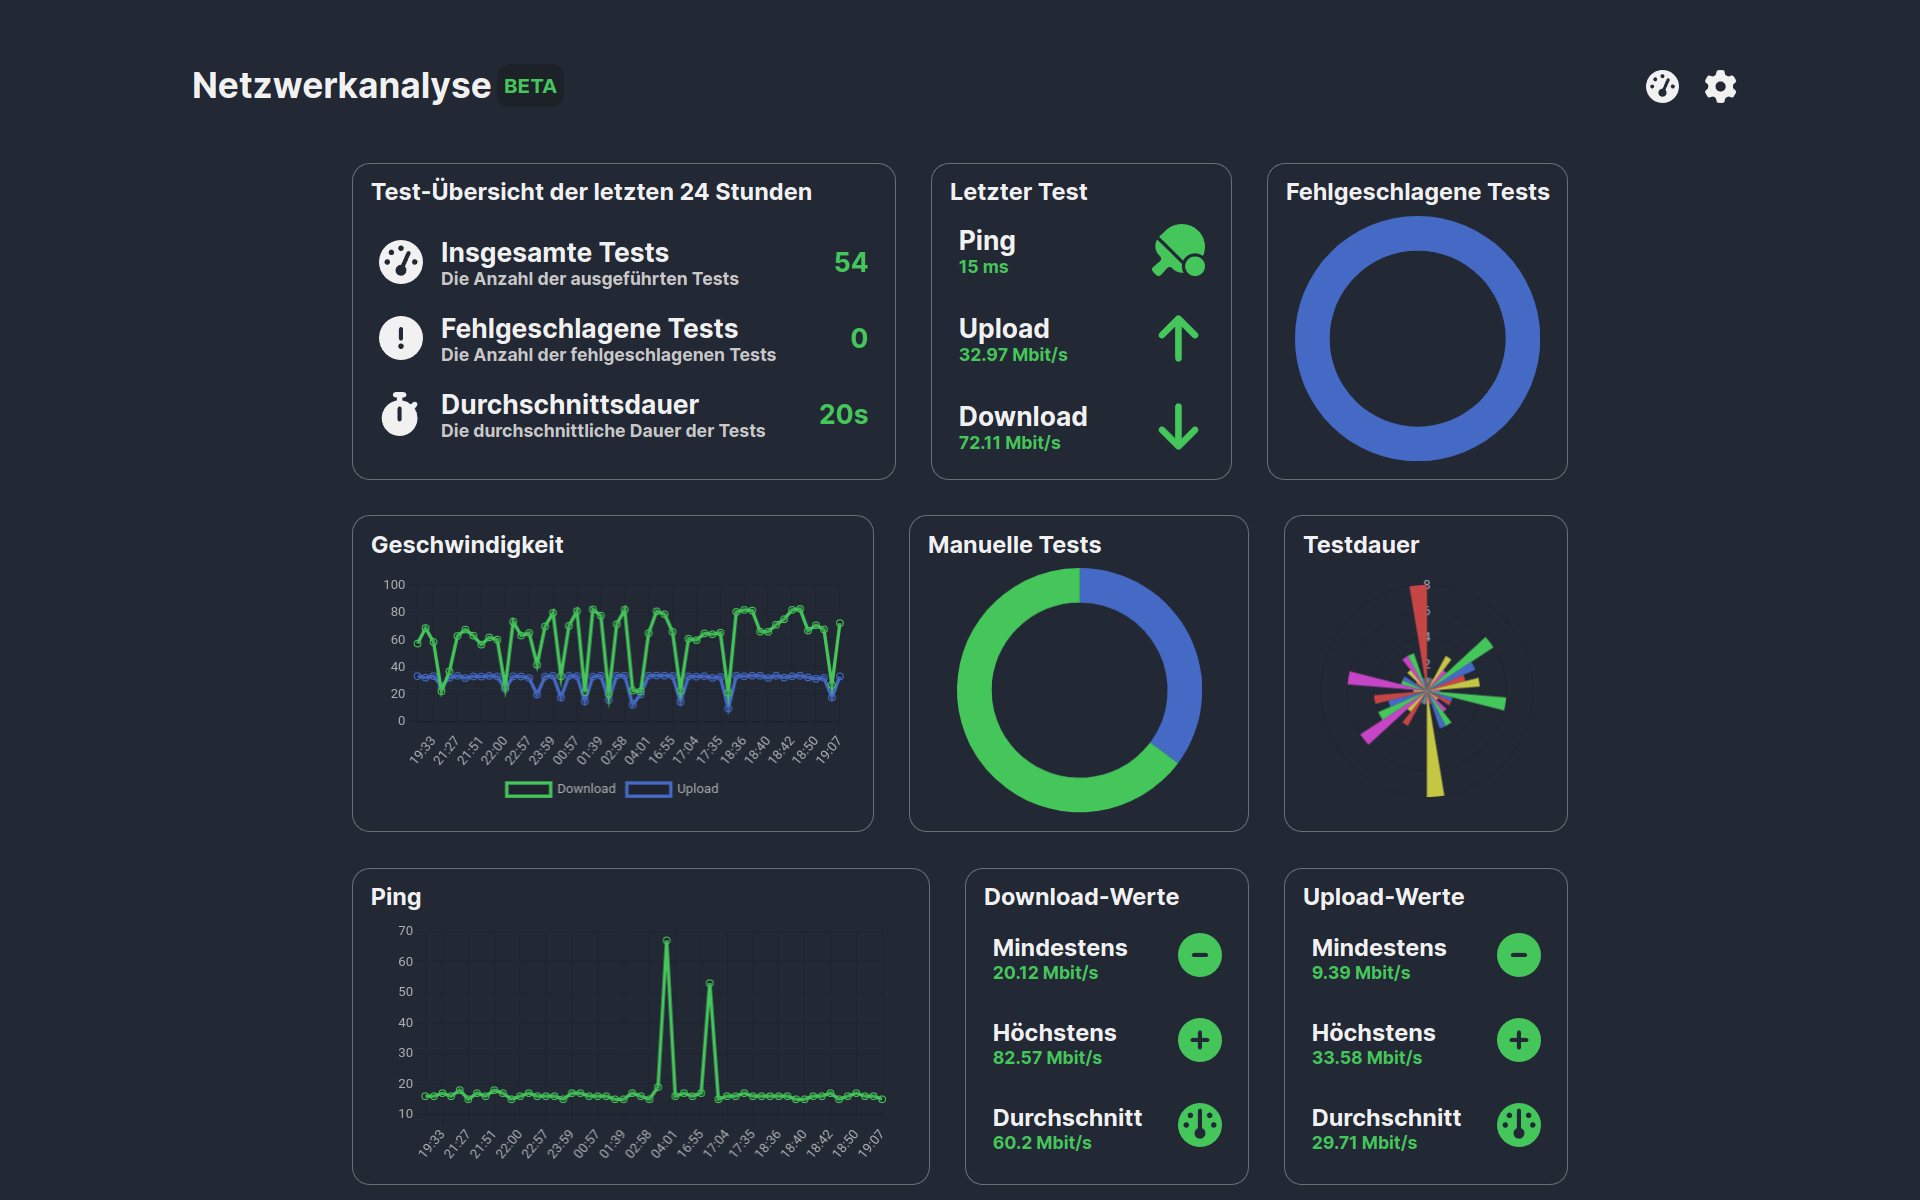 Netzwerkanalyse BETA
Test-Übersicht der letzten 24 Stunden
Insgesamte Tests
Die Anzahl der ausgeführten Tests
54
Fehlgeschlagene Tests
Die Anzahl der fehlgeschlagenen Tests
0
Durchschnittsdauer
Die durchschnittliche Dauer der Tests
20s
Letzter Test
Ping
15 ms
Upload
32.97 Mbit/s
Download
72.11 Mbit/s
Fehlgeschlagene Tests
Geschwindigkeit
100
80
60
40
20
0
19:33 21:27 21:51 22:00 22:57 23:59 00:57 01:39 02:58 04:01 16:55 17:04 17:35 18:36 18:40 18:42 18:50 19:07
Download Upload
Manuelle Tests
Testdauer
8
6
4
2
Ping
70
60
50
40
30
20
10
19:33 21:27 21:51 22:00 22:57 23:59 00:57 01:39 02:58 04:01 16:55 17:04 17:35 18:36 18:40 18:42 18:50 19:07
Download-Werte
Mindestens
20.12 Mbit/s
Höchstens
82.57 Mbit/s
Durchschnitt
60.2 Mbit/s
Upload-Werte
Mindestens
9.39 Mbit/s
Höchstens
33.58 Mbit/s
Durchschnitt
29.71 Mbit/s